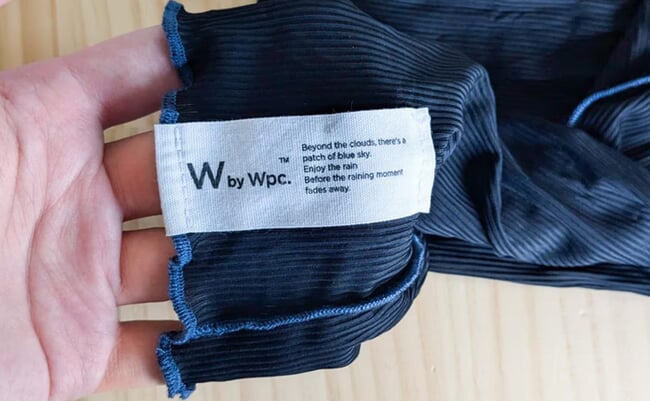 W by Wpc.™
Beyond the clouds, there's a
patch of blue sky.
Enjoy the rain
Before the raining moment
fades away.